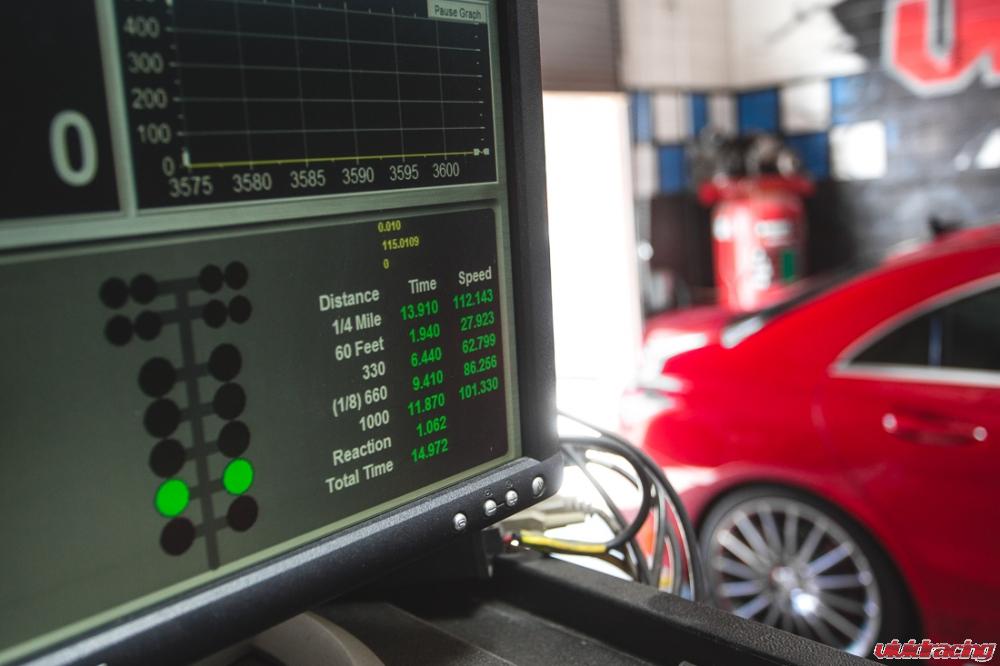 Pause Graph
400
300
200
100
0
0
3575 3580 3585 3590 3595 3600
0.010
115.0109
0
Distance Time Speed
1/4 Mile 13.910 112.143
60 Feet 1.940 27.923
330 6.440 62.799
(1/8) 660 9.410 86.256
1000 11.870 101.330
Reaction 1.062
Total Time 14.972
vividracing